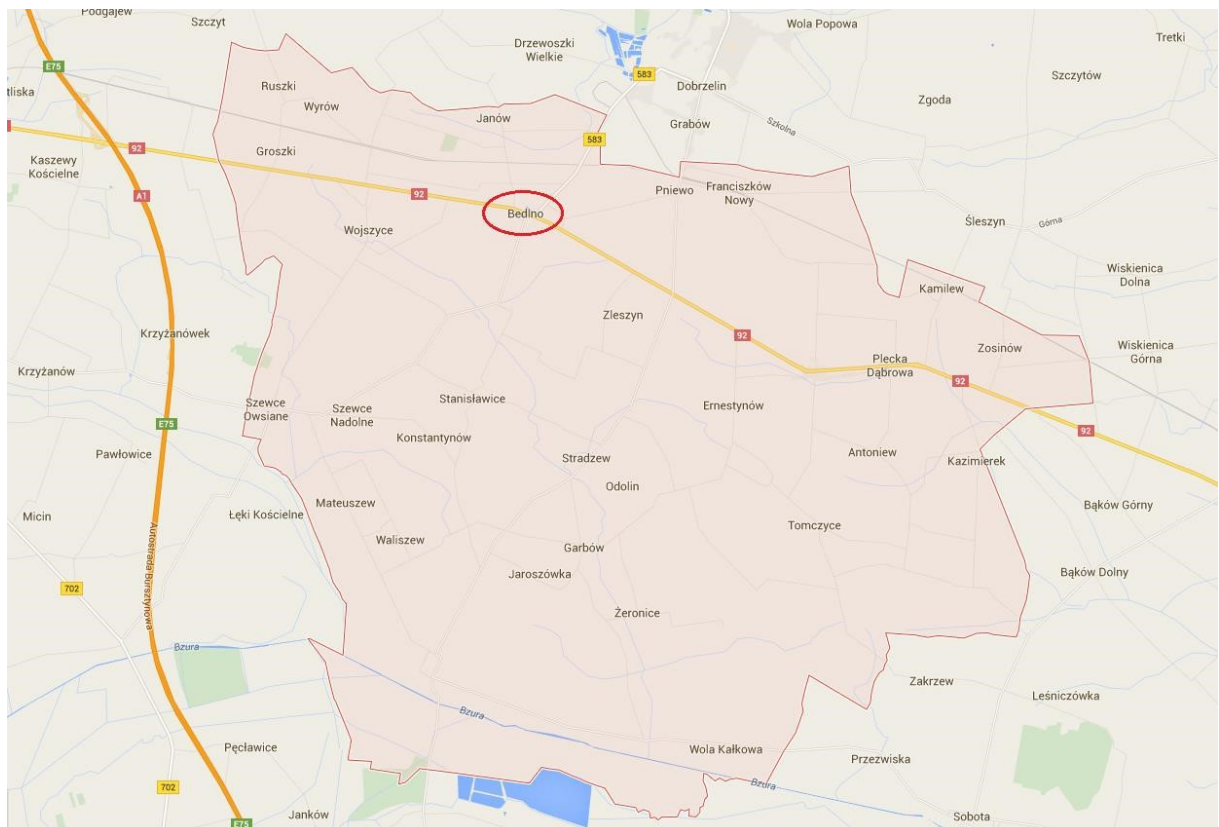 Podgajew
Szczyt
Wola Popowa
Drzewoszki
Wielkie
Tretki
E75
583
Szczytów
Ruszki
Dobrzelin
Zgoda
Wyrów
Janów
Grabów
Szkolna
92
583
Groszki
Kaszewy
Kościelne
A1
92
Pniewo
Franciszków
Nowy
Bedlno
Śleszyn
Górna
Wojszyce
Wiskienica
Dolna
Kamilew
Zleszyn
Krzyżanówek
92
Zosinów
Wiskienica
Górna
Plecka
Dąbrowa
Krzyżanów
92
Szewce
Owsiane
Szewce
Nadolne
Stanisławice
Ernestynów
E75
Konstantynów
92
Pawłowice
Stradzew
Antoniew
Kazimierek
Odolin
Mateuszew
Bąków Górny
Micin
Łęki Kościelne
Tomczyce
Waliszew
Garbów
Autostrada Bursztynowa
Jaroszówka
Bąków Dolny
702
Żeronice
Bzura
Zakrzew
Leśniczówka
Bzura
Pęcławice
Wola Kałkowa
Przezwiska
Bzura
702
Janków
Sobota
E75